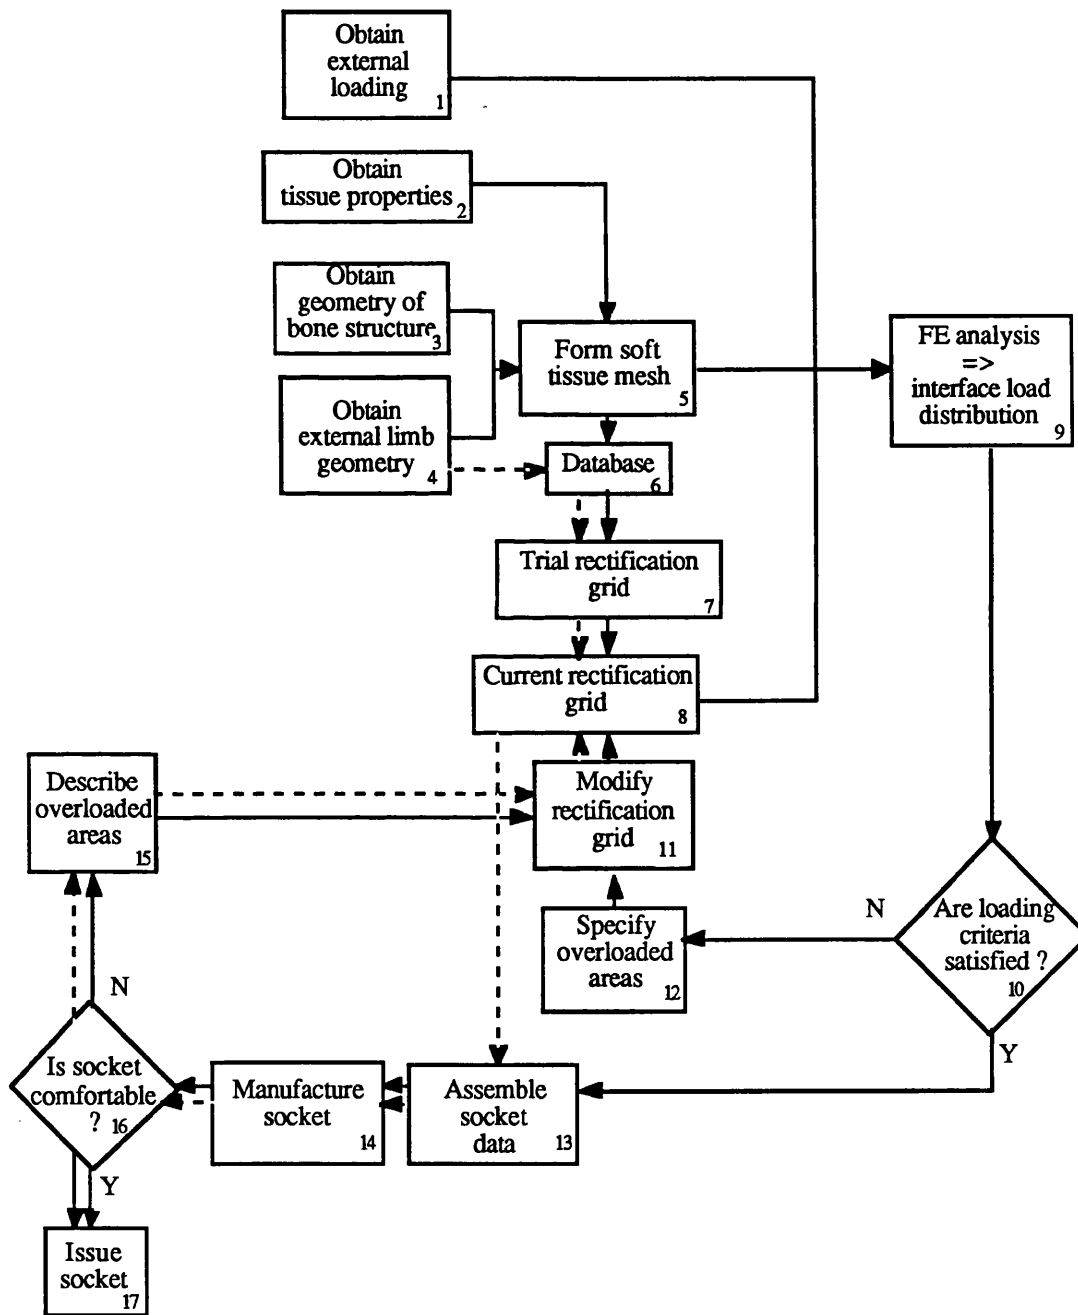 Obtain
external
loading
1
Obtain
tissue properties
2
Obtain
geometry of
bone structure
3
Obtain
external limb
geometry
4
Form soft
tissue mesh
5
FE analysis
=>
interface load
distribution
9
Database
6
Trial rectification
grid
7
Current rectification
grid
8
Describe
overloaded
areas
15
Modify
rectification
grid
11
Specify
overloaded
areas
12
N
Are loading
criteria
satisfied ?
10
Y
N
Is socket
comfortable
?
16
Y
Manufacture
socket
14
Assemble
socket
data
13
Issue
socket
17